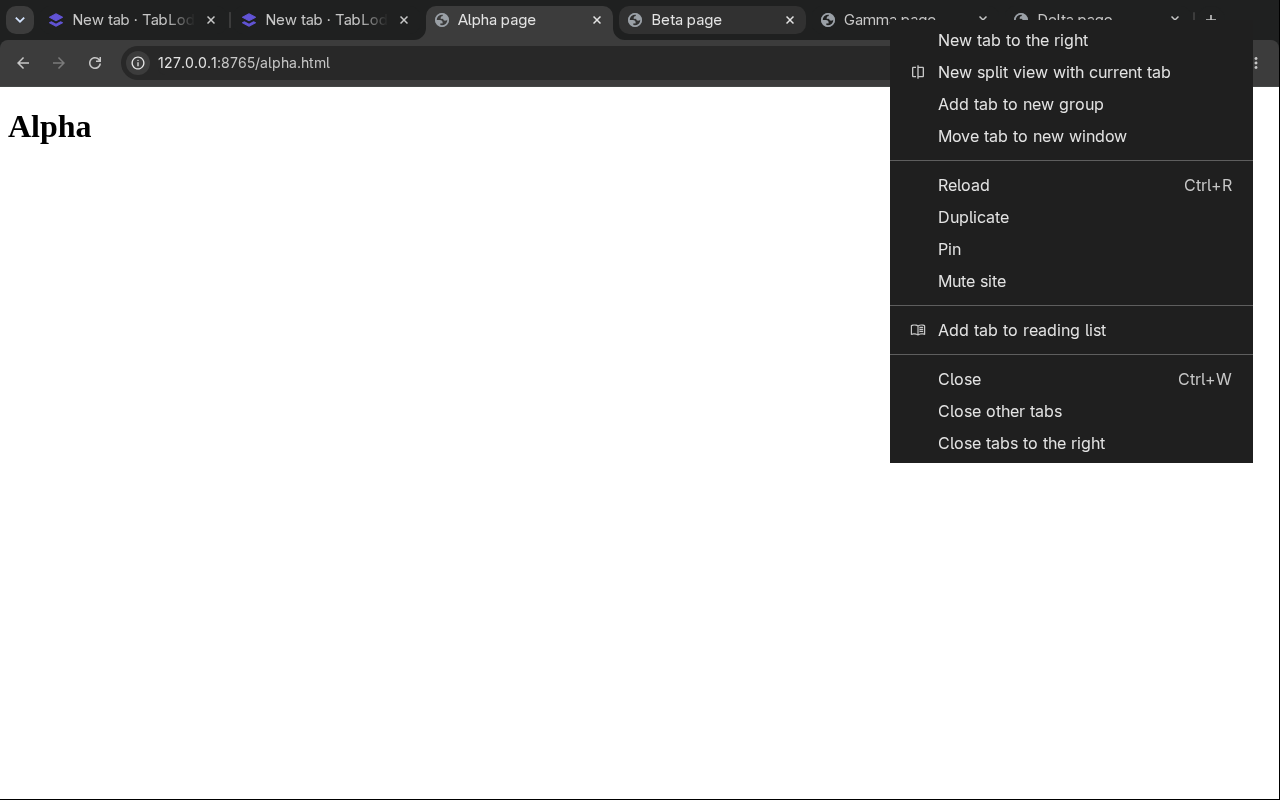 New tab · TabLod
New tab · TabLod
Alpha page
Beta page
Gamma page
Delta page
127.0.0.1:8765/alpha.html
Alpha
New tab to the right
New split view with current tab
Add tab to new group
Move tab to new window
Reload Ctrl+R
Duplicate
Pin
Mute site
Add tab to reading list
Close Ctrl+W
Close other tabs
Close tabs to the right